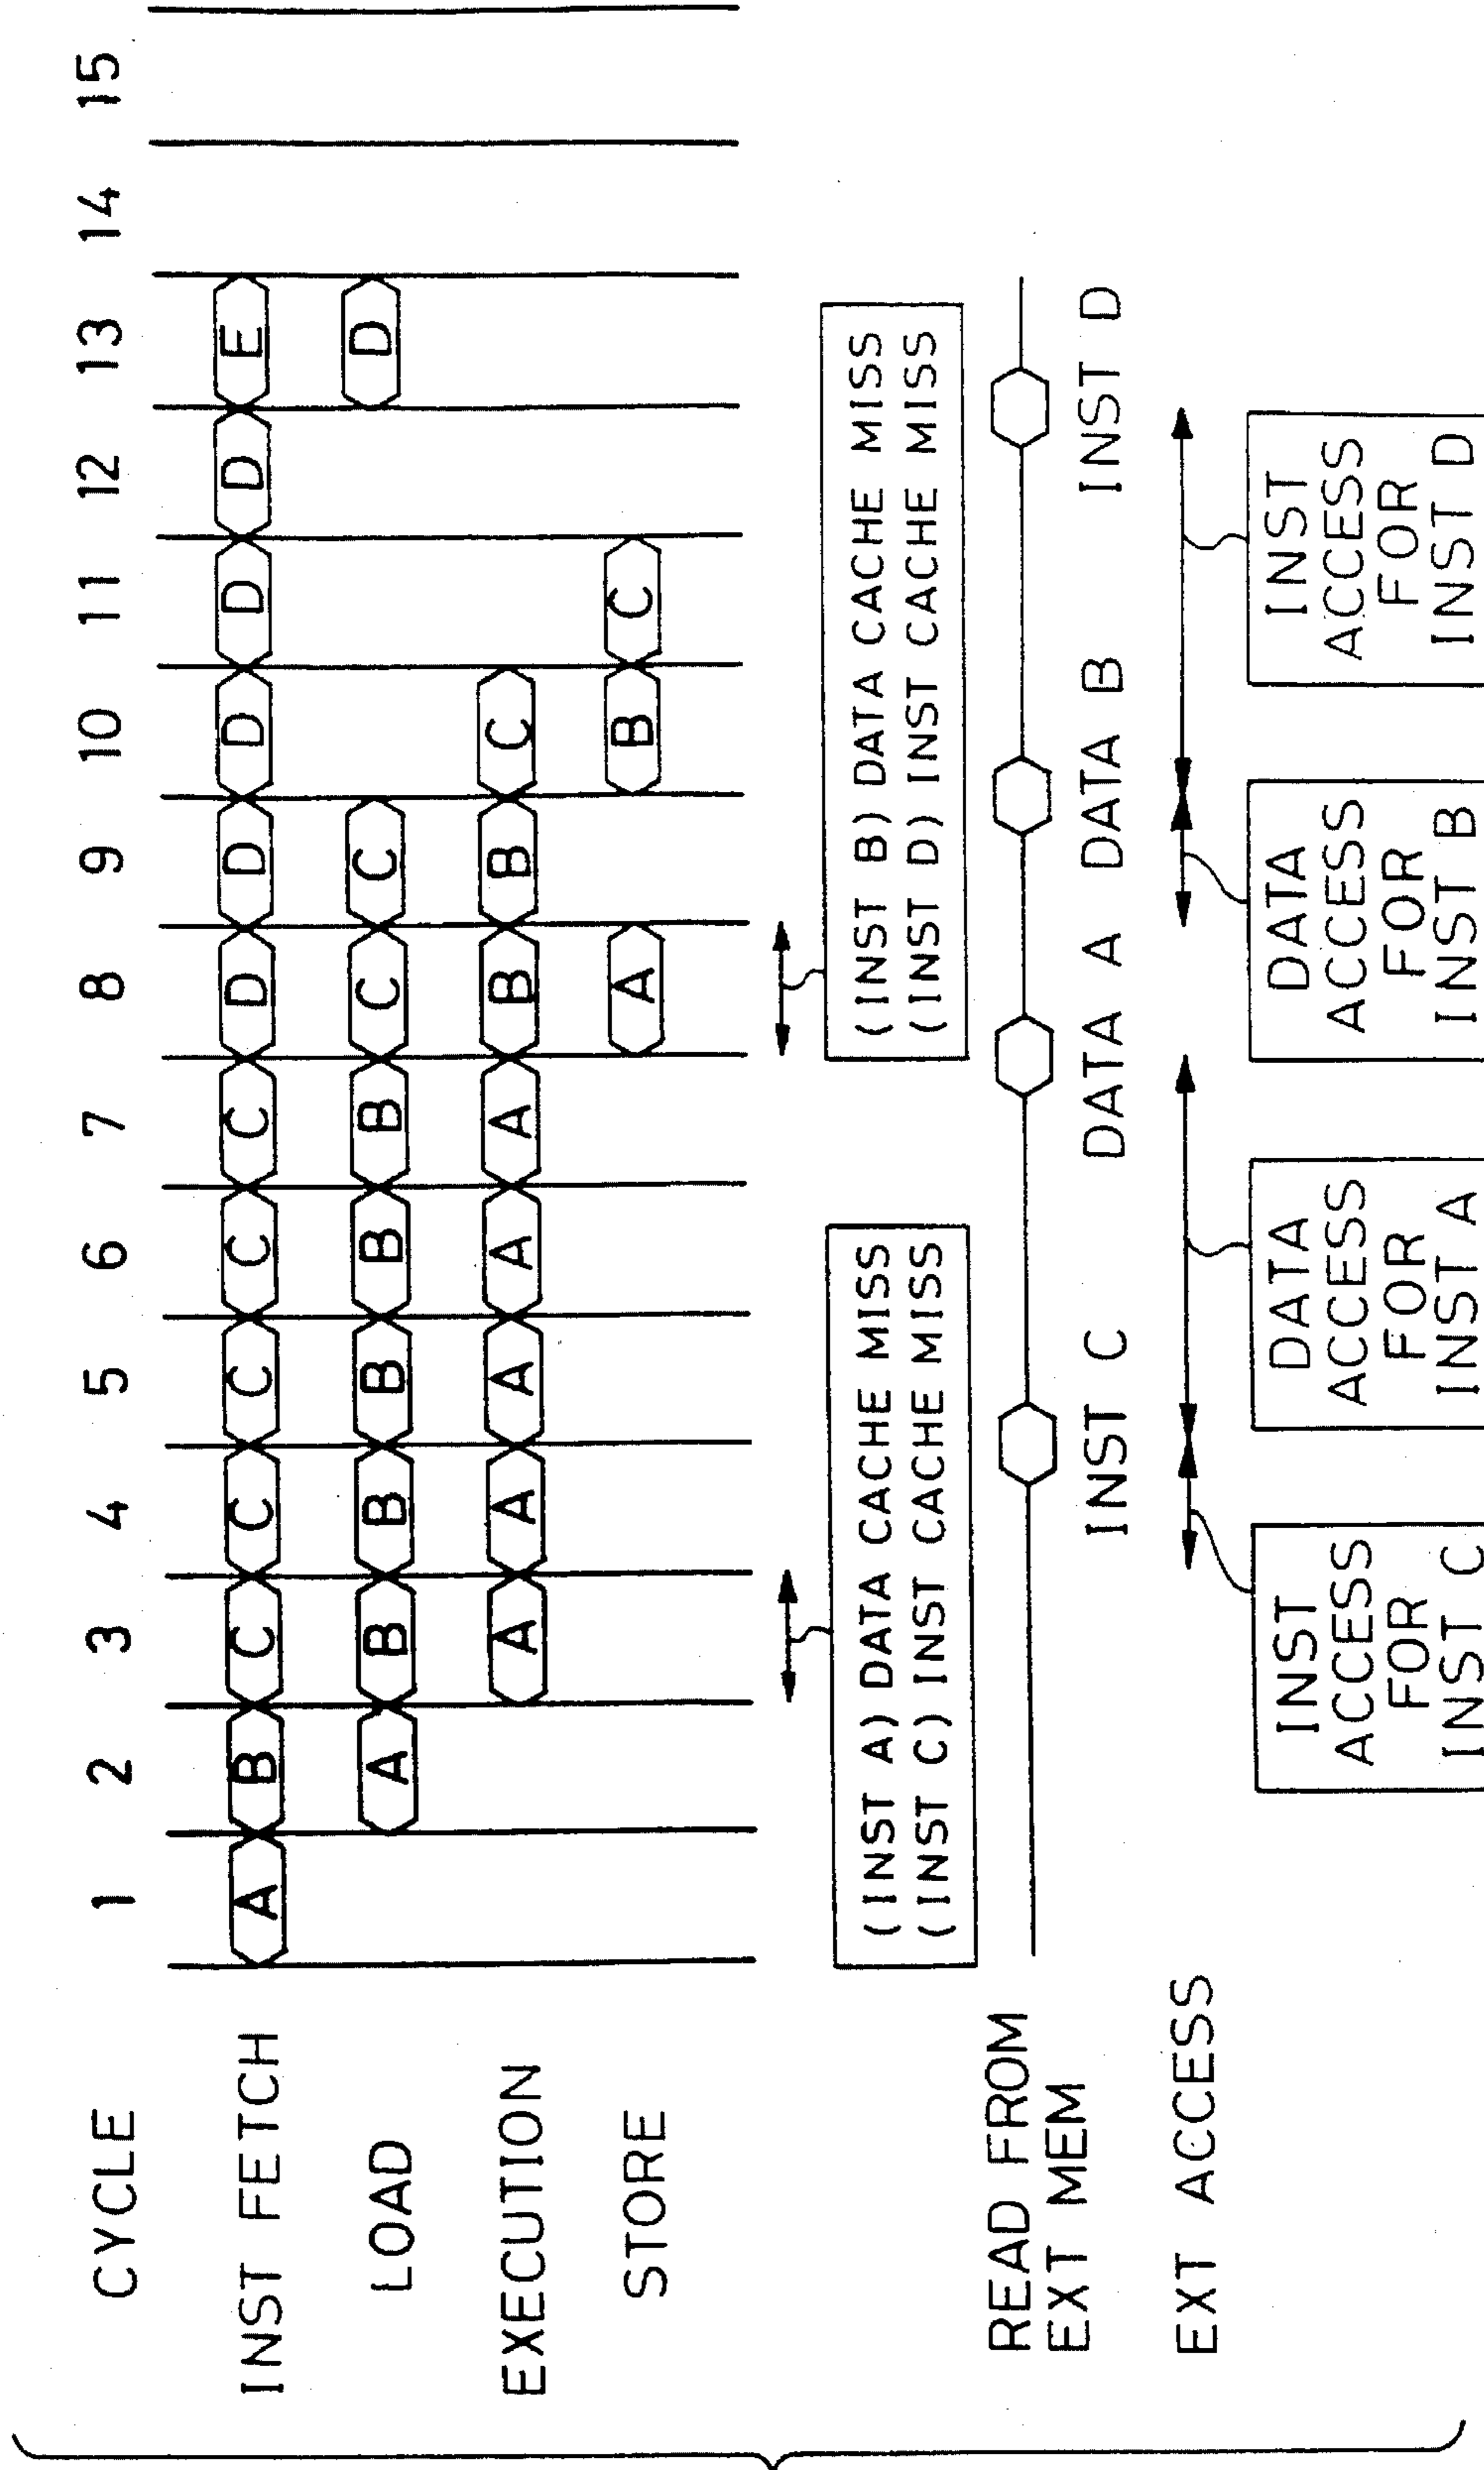 CYCLE 1 2 3 4 5 6 7 8 9 10 11 12 13 14 15
INST FETCH A B C C C C C D D D D D E
LOAD A B B B B B C C D
EXECUTION A A A A A B B C
STORE A B C
(INST A) DATA CACHE MISS
(INST C) INST CACHE MISS
(INST B) DATA CACHE MISS
(INST D) INST CACHE MISS
READ FROM
EXT MEM
INST C DATA A DATA B INST D
EXT ACCESS
INST
ACCESS
FOR
INST C
DATA
ACCESS
FOR
INST A
DATA
ACCESS
FOR
INST B
INST
ACCESS
FOR
INST D